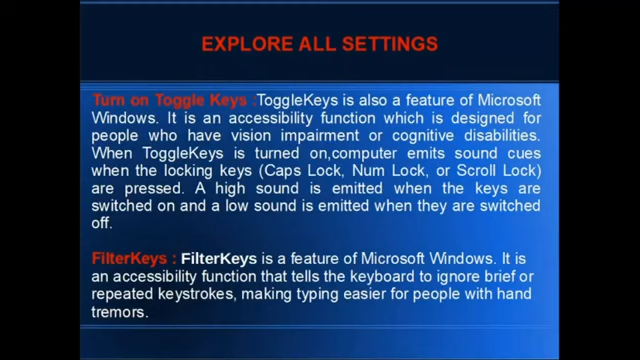 EXPLORE ALL SETTINGS
Turn on Toggle Keys :ToggleKeys is also a feature of Microsoft
Windows. It is an accessibility function which is designed for
people who have vision impairment or cognitive disabilities.
When ToggleKeys is turned on,computer emits sound cues
when the locking keys (Caps Lock, Num Lock, or Scroll Lock)
are pressed. A high sound is emitted when the keys are
switched on and a low sound is emitted when they are switched
off.
FilterKeys : FilterKeys is a feature of Microsoft Windows. It is
an accessibility function that tells the keyboard to ignore brief or
repeated keystrokes, making typing easier for people with hand
tremors.